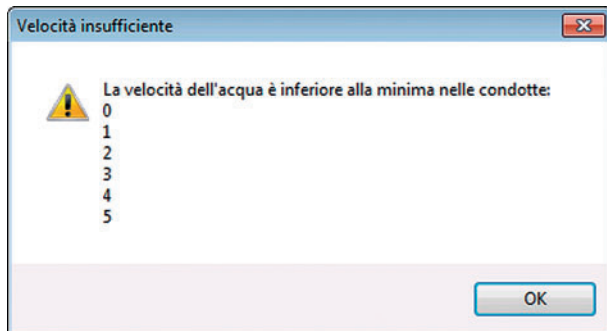 Velocità insufficiente
La velocità dell'acqua è inferiore alla minima nelle condotte:
0
1
2
3
4
5
OK